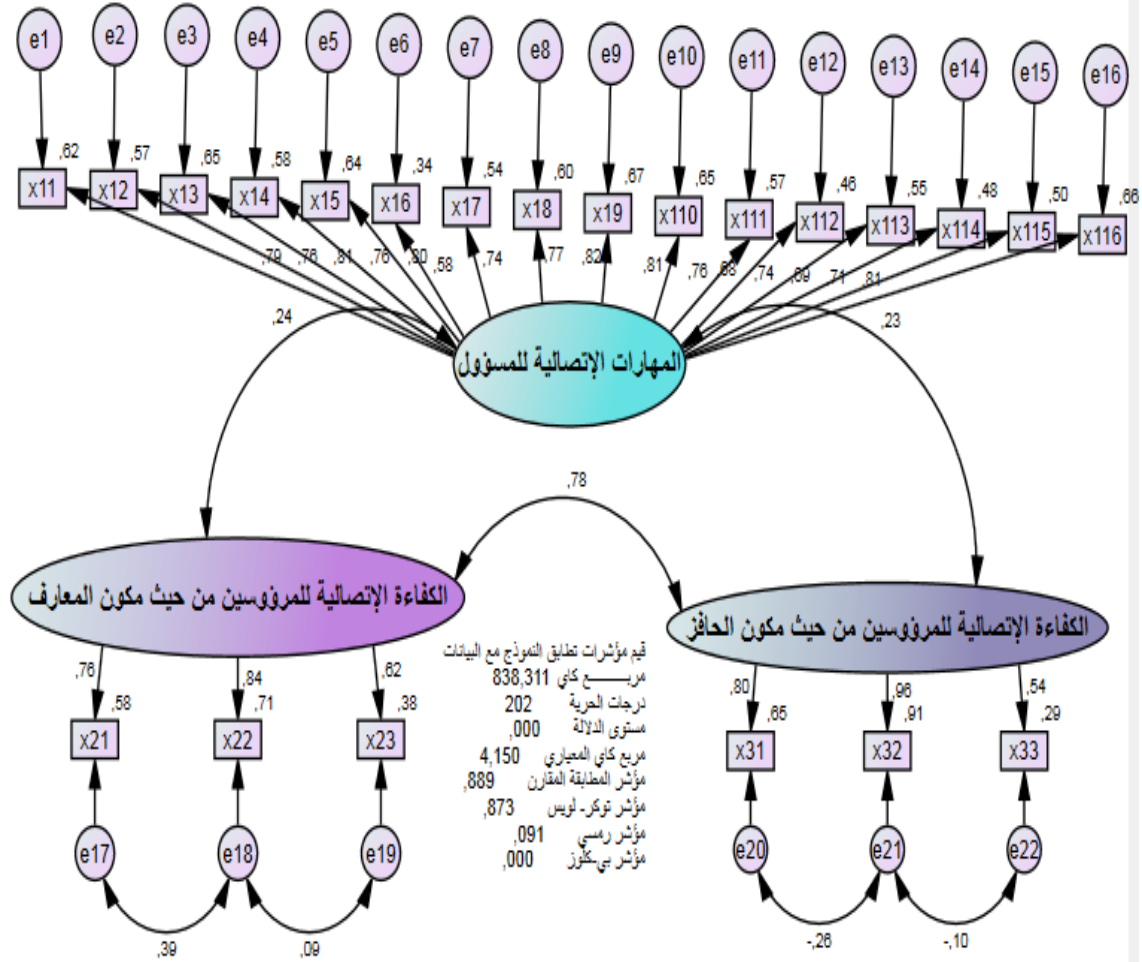 e1 e2 e3 e4 e5 e6 e7 e8 e9 e10 e11 e12 e13 e14 e15 e16
,62 ,57 ,65 ,58 ,64 ,34 ,54 ,60 ,67 ,65 ,57 ,46 ,55 ,48 ,50 ,66
x11 x12 x13 x14 x15 x16 x17 x18 x19 x110 x111 x112 x113 x114 x115 x116
,79 ,76 ,81 ,76 ,80 ,58 ,74 ,77 ,82 ,81 ,76 ,68 ,74 ,69 ,71 ,81
,24 ,23
المهارات الإتصالية للمسؤول
,78
الكفاءة الإتصالية للمرؤوسين من حيث مكون المعارف
الكفاءة الإتصالية للمرؤوسين من حيث مكون الحافز
,76 ,84 ,62
,58 ,71 ,38
x21 x22 x23
e17 e18 e19
,39 ,09
قيم مؤشرات تطابق النموذج مع البيانات
مربـــــع كاي 838,311
درجات الحرية 202
مستوى الدلالة ,000
مربع كاي المعياري 4,150
مؤشر المطابقة المقارن ,889
مؤشر توكر- لويس ,873
مؤشر رمسي ,091
مؤشر بي-كلوز ,000
,80 ,96 ,54
,65 ,91 ,29
x31 x32 x33
e20 e21 e22
-,26 -,10